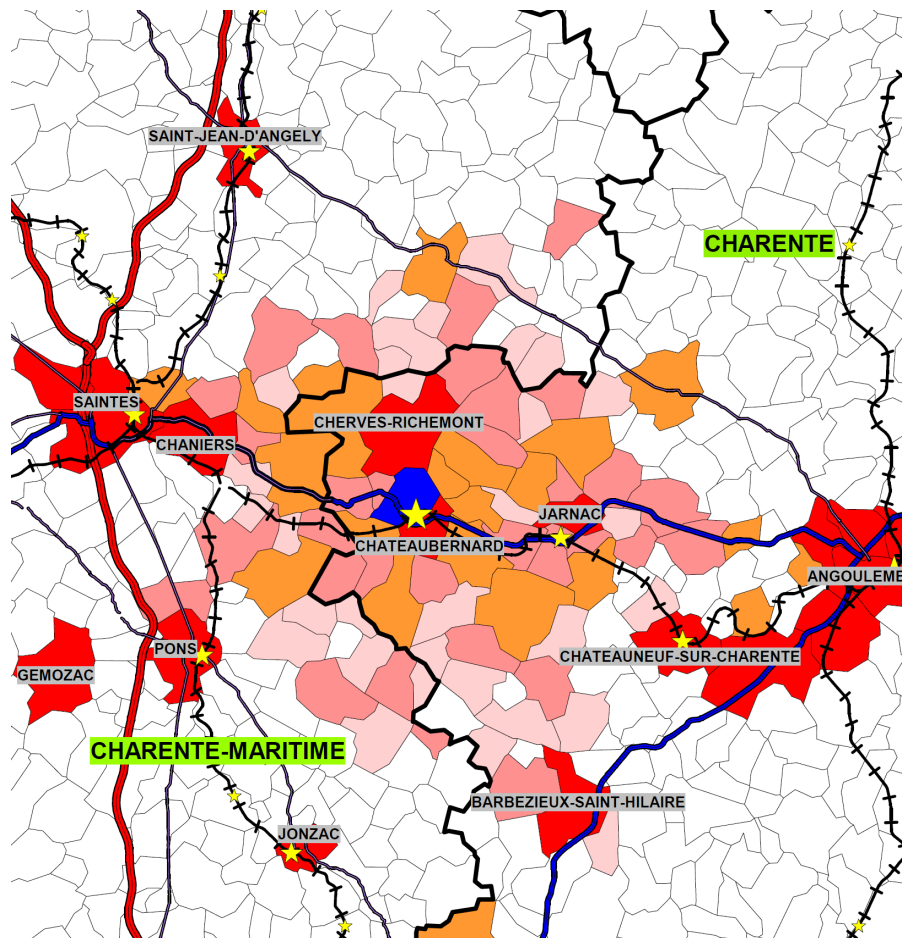 SAINT-JEAN-D'ANGELY
CHARENTE
SAINTES
CHERVES-RICHEMONT
CHANIERS
JARNAC
CHATEAUBERNARD
ANGOULEME
PONS
CHATEAUNEUF-SUR-CHARENTE
GEMOZAC
CHARENTE-MARITIME
BARBEZIEUX-SAINT-HILAIRE
JONZAC